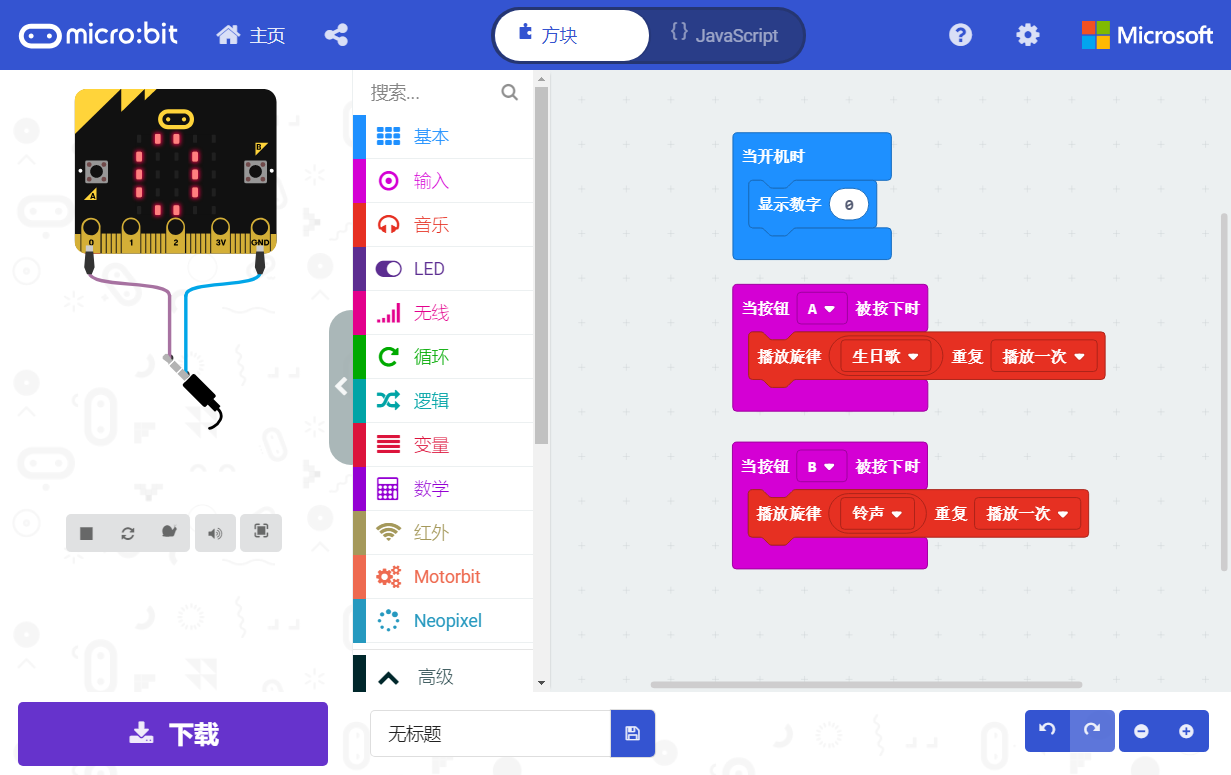 micro:bit 主页 方块 {} JavaScript ? Microsoft
搜索...
基本
输入
音乐
LED
无线
循环
逻辑
变量
数学
红外
Motorbit
Neopixel
高级
A
B
0 1 2 3V GND
当开机时
显示数字 0
当按钮 A 被按下时
播放旋律 生日歌 重复 播放一次
当按钮 B 被按下时
播放旋律 铃声 重复 播放一次
下载
无标题